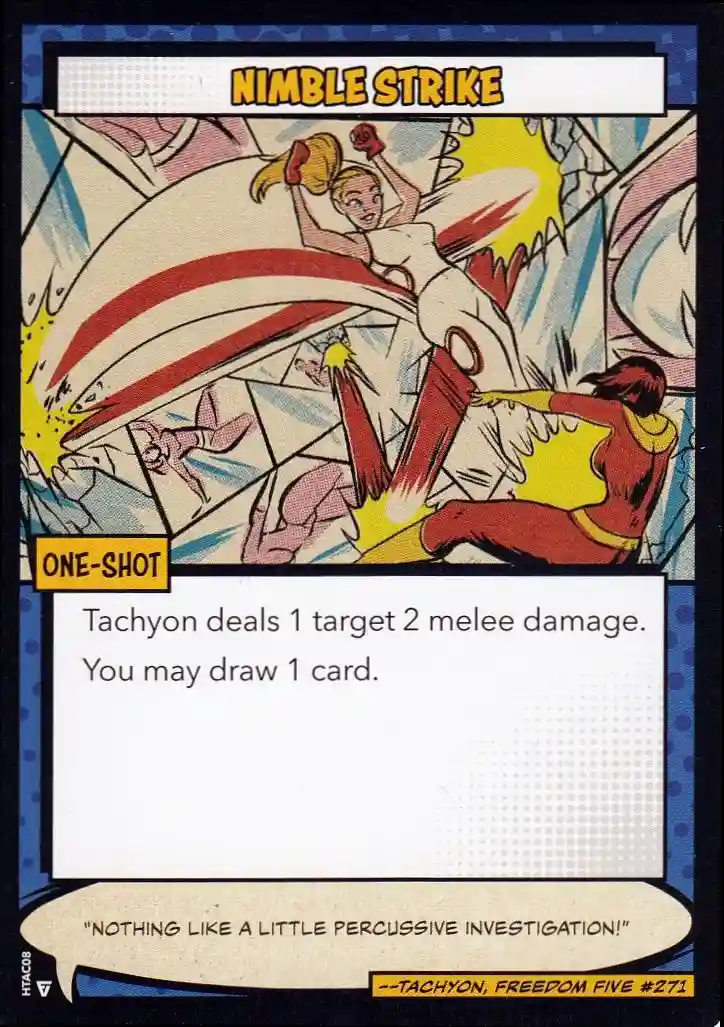 NIMBLE STRIKE
ONE-SHOT
Tachyon deals 1 target 2 melee damage.
You may draw 1 card.
"NOTHING LIKE A LITTLE PERCUSSIVE INVESTIGATION!"
--TACHYON, FREEDOM FIVE #271
HTAC08